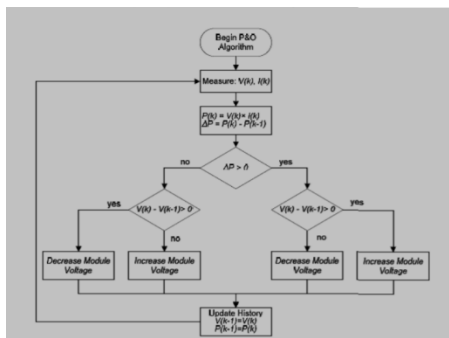 Begin P&O
Algorithm
Measure: V(k), I(k)
P(k) = V(k)× I(k)
ΔP = P(k) - P(k-1)
ΔP > 0
no
yes
yes
V(k) - V(k-1)> 0
V(k) - V(k-1)> 0
yes
no
no
Decrease Module
Voltage
Increase Module
Voltage
Decrease Module
Voltage
Increase Module
Voltage
Update History
V(k-1)=V(k)
P(k-1)=P(k)